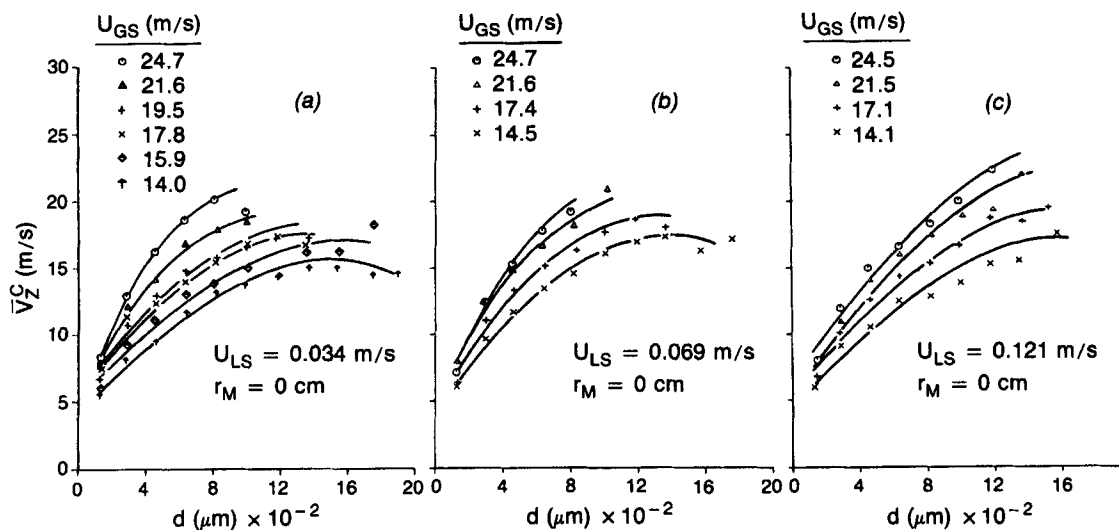 U_GS (m/s)
24.7
21.6
19.5
17.8
15.9
14.0
(a)
U_LS = 0.034 m/s
r_M = 0 cm
U_GS (m/s)
24.7
21.6
17.4
14.5
(b)
U_LS = 0.069 m/s
r_M = 0 cm
U_GS (m/s)
24.5
21.5
17.1
14.1
(c)
U_LS = 0.121 m/s
r_M = 0 cm
V̄_Z^C (m/s)
30
25
20
15
10
5
0
0 4 8 12 16 20
0 4 8 12 16
0 4 8 12 16 20
d (μm) × 10⁻²
d (μm) × 10⁻²
d (μm) × 10⁻²